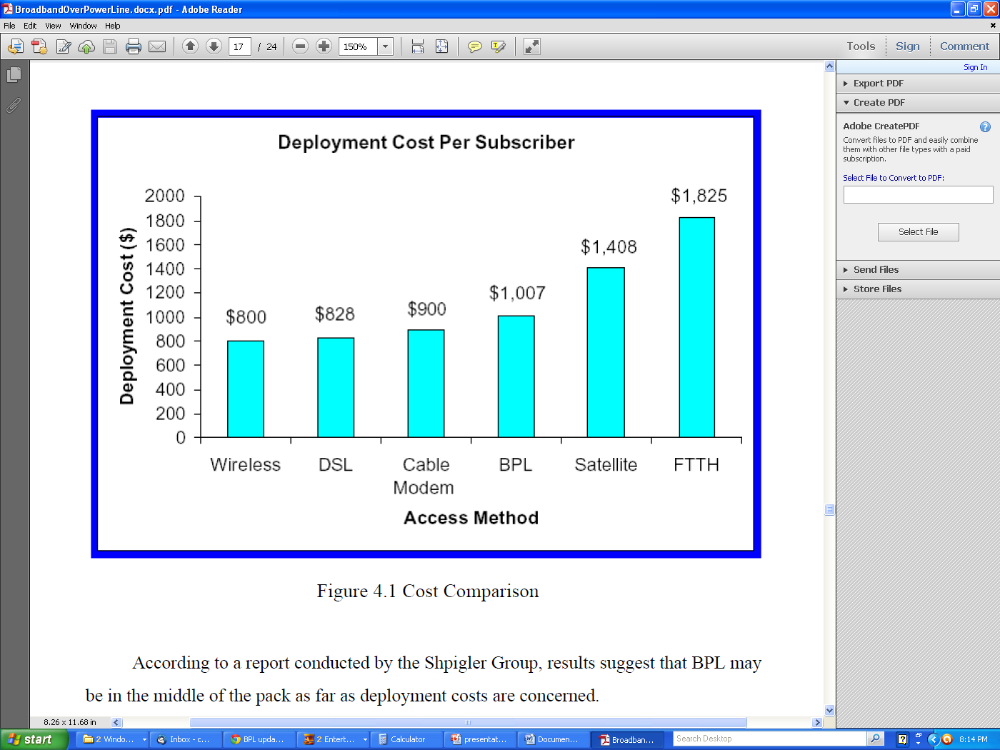 BroadbandOverPowerLine.docx.pdf - Adobe Reader
File Edit View Window Help
17 / 24 150% Tools Sign Comment
Sign In
Export PDF
Create PDF
Adobe CreatePDF
Convert files to PDF and easily combine
them with other file types with a paid
subscription.
Select File to Convert to PDF:
Select File
Send Files
Store Files
Deployment Cost Per Subscriber
Deployment Cost ($)
2000
1800
1600
1400
1200
1000
800
600
400
200
0
$800 $828 $900 $1,007 $1,408 $1,825
Wireless DSL Cable BPL Satellite FTTH
Modem
Access Method
Figure 4.1 Cost Comparison
According to a report conducted by the Shpigler Group, results suggest that BPL may
be in the middle of the pack as far as deployment costs are concerned.
8.26 x 11.68 in
start 2 Windo... Inbox - c... BPL upda... 2 Entert... Calculator presentat... Documen... Broadban... Search Desktop 8:14 PM